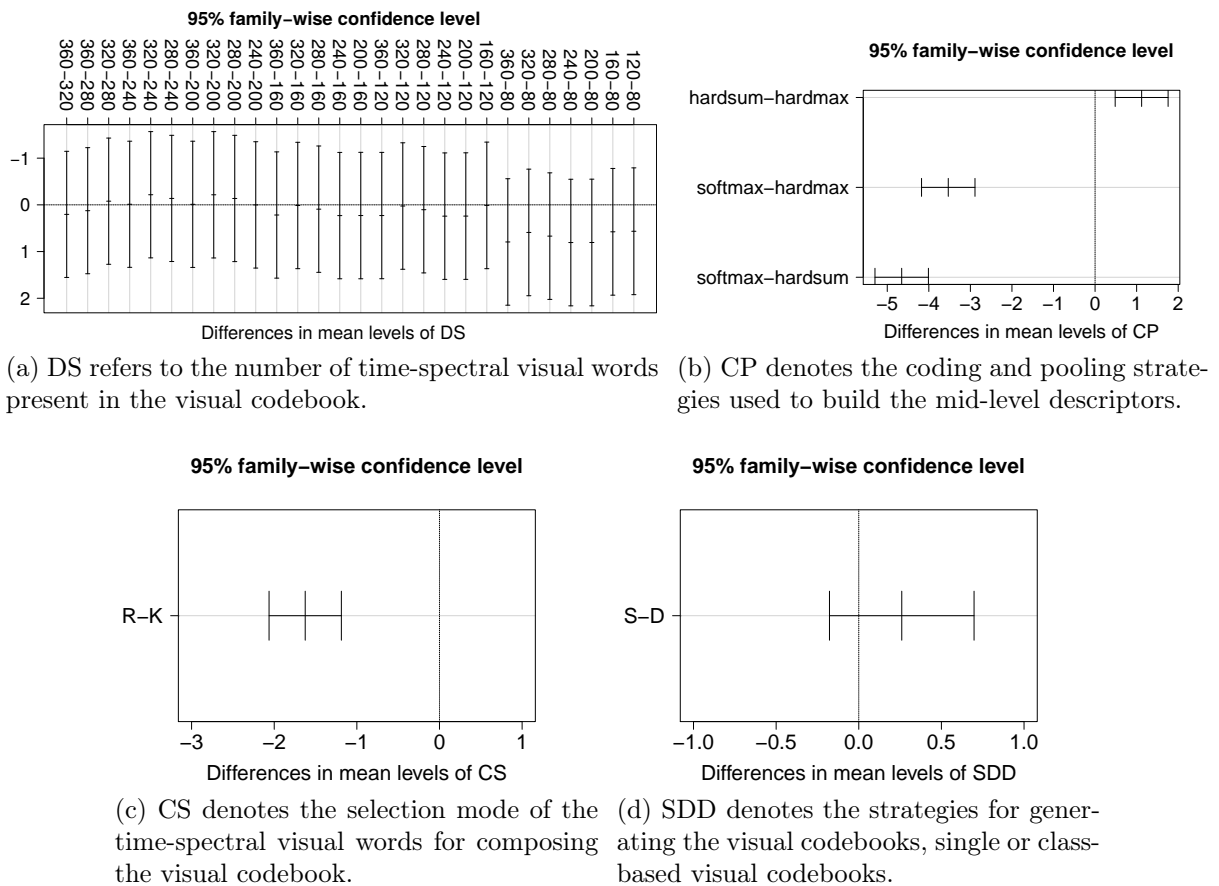 95% family−wise confidence level
360−320
360−280
320−280
360−240
320−240
280−240
360−200
320−200
280−200
240−200
360−160
320−160
280−160
240−160
200−160
360−120
320−120
280−120
240−120
200−120
160−120
360−80
320−80
280−80
240−80
200−80
160−80
120−80
−1
0
1
2
Differences in mean levels of DS
(a) DS refers to the number of time-spectral visual words
present in the visual codebook.
95% family−wise confidence level
hardsum−hardmax
softmax−hardmax
softmax−hardsum
−5 −4 −3 −2 −1 0 1 2
Differences in mean levels of CP
(b) CP denotes the coding and pooling strate-
gies used to build the mid-level descriptors.
95% family−wise confidence level
R−K
−3 −2 −1 0 1
Differences in mean levels of CS
(c) CS denotes the selection mode of the
time-spectral visual words for composing
the visual codebook.
95% family−wise confidence level
S−D
−1.0 −0.5 0.0 0.5 1.0
Differences in mean levels of SDD
(d) SDD denotes the strategies for gener-
ating the visual codebooks, single or class-
based visual codebooks.